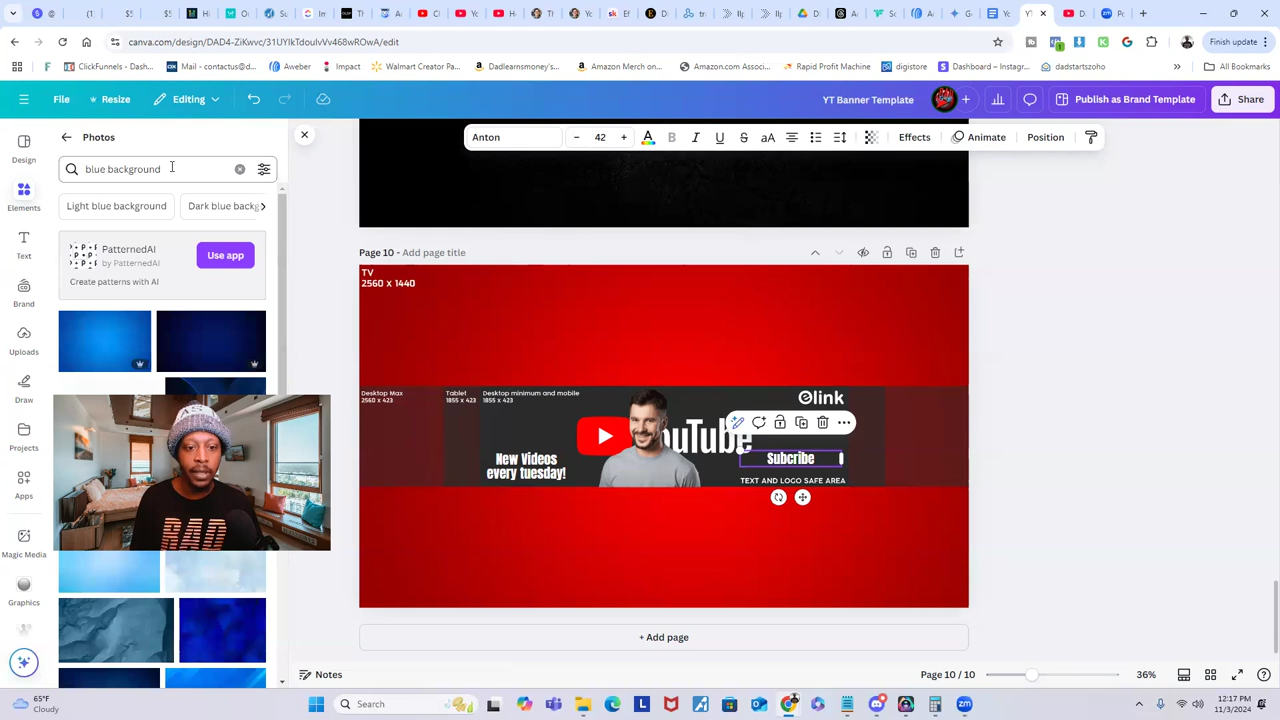 canva.com/design/DAD4-ZiKwvc/31UYIkTdoulvVv468wROwA/edit
Finish update
ClickFunnels - Dash...
Mail - contactus@d...
Aweber
Impact
Walmart Creator Pa...
Dadlearnsmoney's...
Amazon Merch on...
Amazon.com Associ...
Rapid Profit Machine
digistore
Dashboard – Instagr...
dadstartszoho
All Bookmarks
File
Resize
Editing
YT Banner Template
Publish as Brand Template
Share
Design
Elements
Text
Brand
Uploads
Draw
Projects
Apps
Magic Media
Graphics
Photos
blue background
Light blue background
Dark blue backg
PatternedAI
by PatternedAI
Use app
Create patterns with AI
Anton
42
Effects
Animate
Position
Page 10 - Add page title
TV
2560 x 1440
Desktop Max
2560 x 423
Tablet
1855 x 423
Desktop minimum and mobile
1855 x 423
elink
YouTube
New Videos
every tuesday!
Subcribe
TEXT AND LOGO SAFE AREA
BAD
+ Add page
Notes
Page 10 / 10
36%
65°F
Cloudy
Search
12:17 PM
11/3/2024